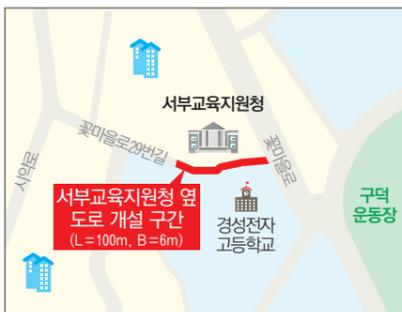 서부교육지원청
꽃마을로29번길
꽃마을로
시약로
서부교육지원청 옆
도로 개설 구간
(L=100m, B=6m)
경성전자
고등학교
구덕
운동장